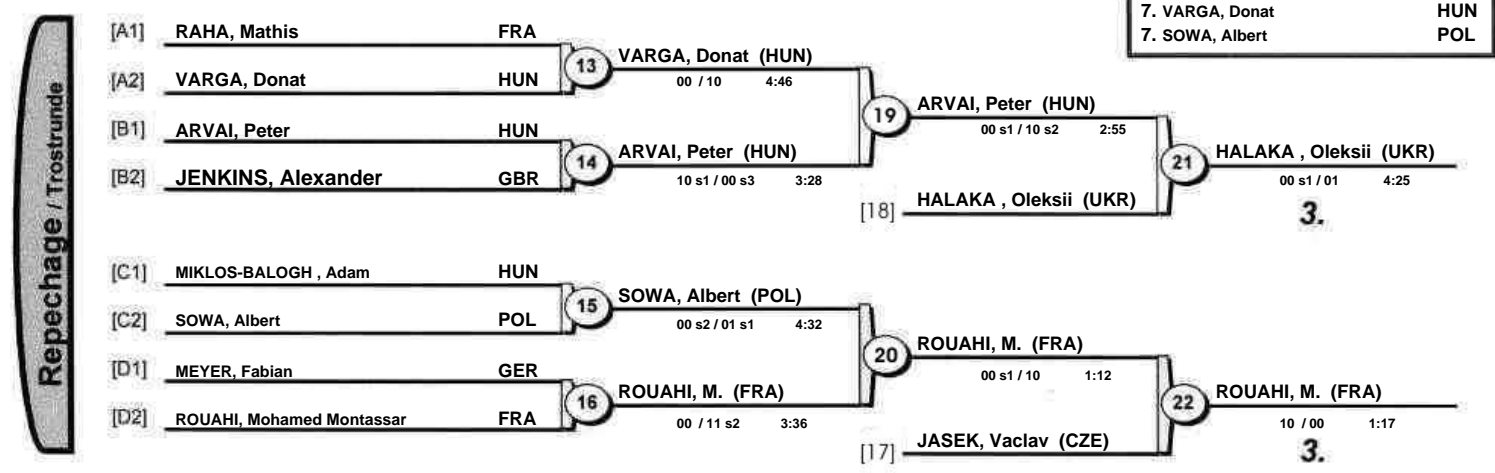 7. VARGA, Donat HUN
7. SOWA, Albert POL
Repechage / Trostrunde
[A1] RAHA, Mathis FRA
[A2] VARGA, Donat HUN
13 VARGA, Donat (HUN)
00 / 10 4:46
[B1] ARVAI, Peter HUN
[B2] JENKINS, Alexander GBR
14 ARVAI, Peter (HUN)
10 s1 / 00 s3 3:28
19 ARVAI, Peter (HUN)
00 s1 / 10 s2 2:55
[18] HALAKA , Oleksii (UKR)
21 HALAKA , Oleksii (UKR)
00 s1 / 01 4:25
3.
[C1] MIKLOS-BALOGH , Adam HUN
[C2] SOWA, Albert POL
15 SOWA, Albert (POL)
00 s2 / 01 s1 4:32
[D1] MEYER, Fabian GER
[D2] ROUAHI, Mohamed Montassar FRA
16 ROUAHI, M. (FRA)
00 / 11 s2 3:36
20 ROUAHI, M. (FRA)
00 s1 / 10 1:12
[17] JASEK, Vaclav (CZE)
22 ROUAHI, M. (FRA)
10 / 00 1:17
3.